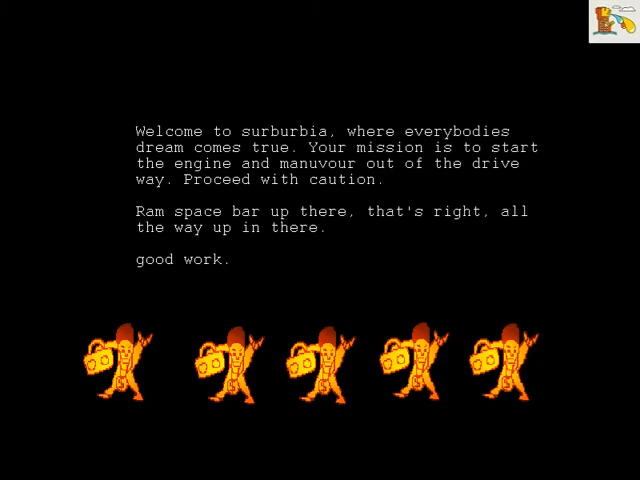 Welcome to surburbia, where everybodies
dream comes true. Your mission is to start
the engine and manuvour out of the drive
way. Proceed with caution.
Ram space bar up there, that's right, all
the way up in there.
good work.